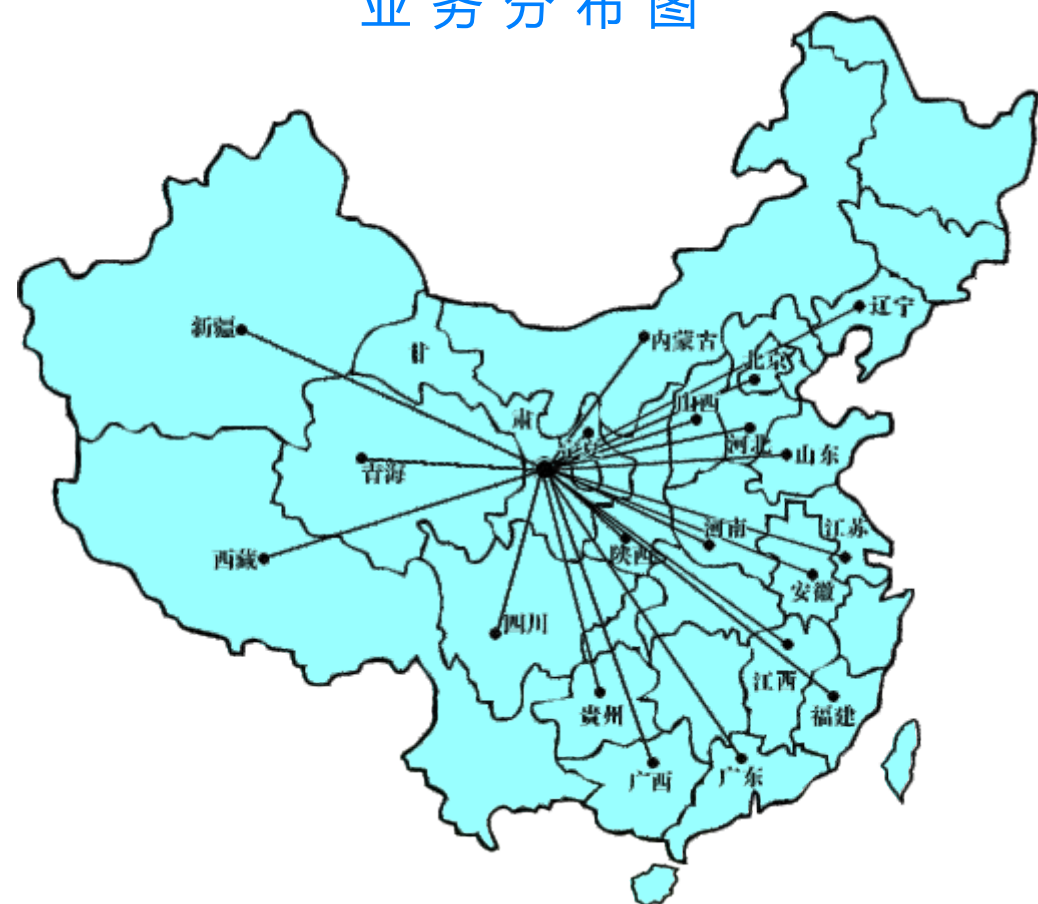 业务分布图
辽宁
新疆
内蒙古
甘
北京
山西
肃
河北
山东
青海
河南
江苏
陕西
西藏
安徽
四川
江西
贵州
福建
广西
广东